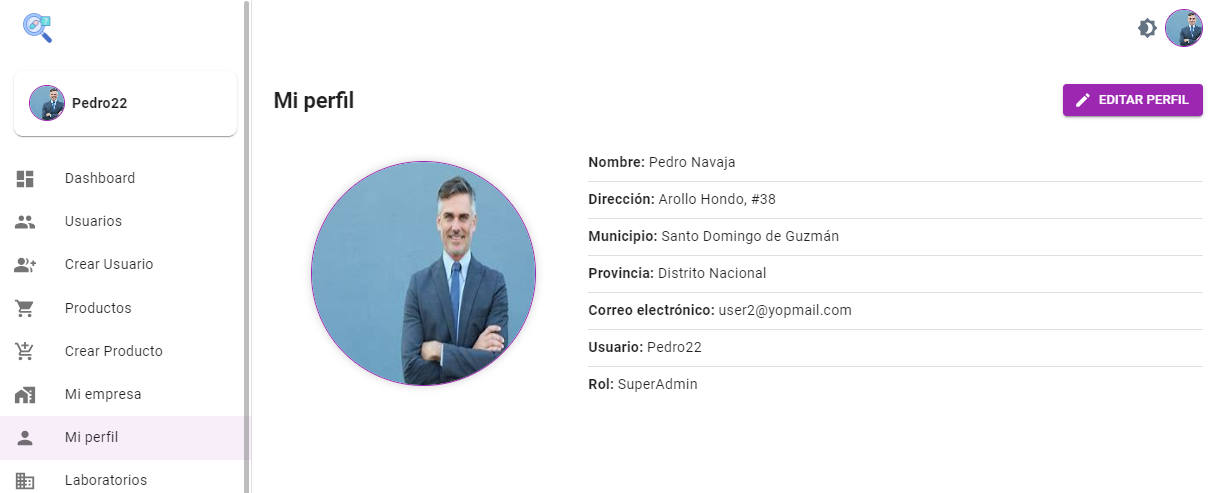 Pedro22
Dashboard
Usuarios
Crear Usuario
Productos
Crear Producto
Mi empresa
Mi perfil
Laboratorios
Mi perfil
EDITAR PERFIL
Nombre: Pedro Navaja
Dirección: Arollo Hondo, #38
Municipio: Santo Domingo de Guzmán
Provincia: Distrito Nacional
Correo electrónico: user2@yopmail.com
Usuario: Pedro22
Rol: SuperAdmin